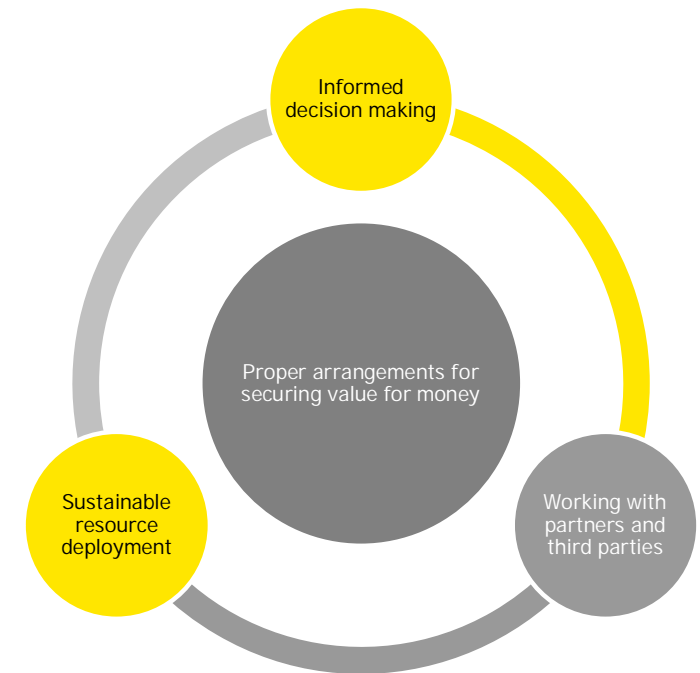 Informed
decision making
Proper arrangements for
securing value for money
Sustainable
resource
deployment
Working with
partners and
third parties